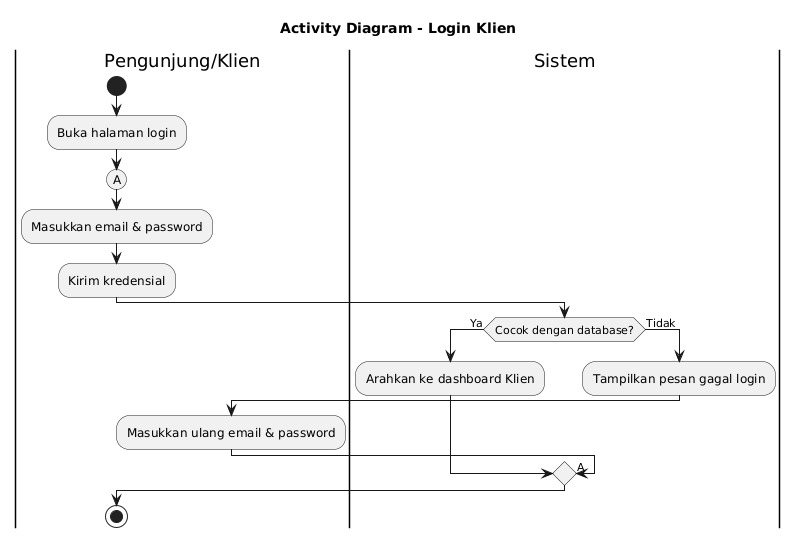 Activity Diagram - Login Klien
Pengunjung/Klien
Sistem
Buka halaman login
A
Masukkan email & password
Kirim kredensial
Cocok dengan database?
Ya
Tidak
Arahkan ke dashboard Klien
Tampilkan pesan gagal login
Masukkan ulang email & password
A